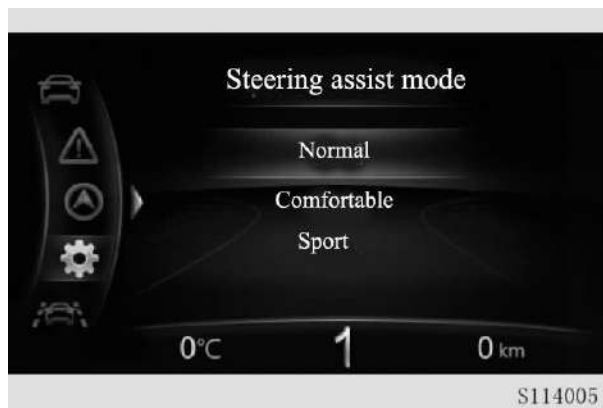 Steering assist mode
Normal
Comfortable
Sport
0°C 1 0 km
S114005